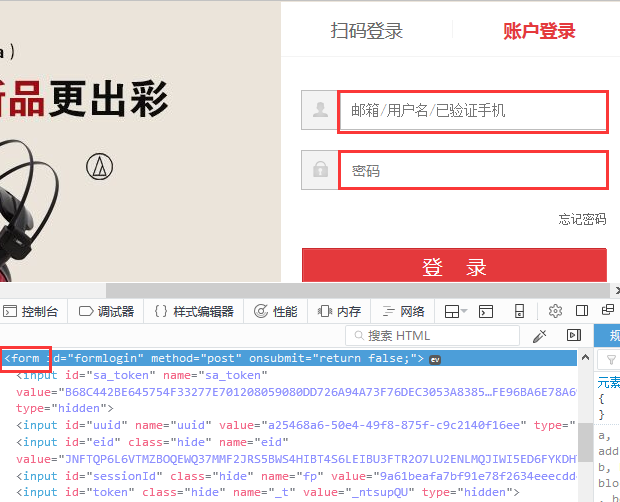 扫码登录
账户登录
a )
新品更出彩
邮箱/用户名/已验证手机
密码
忘记密码
登 录
控制台
调试器
{ } 样式编辑器
性能
内存
网络
搜索 HTML
<form id="formlogin" method="post" onsubmit="return false;"> ev
<input id="sa_token" name="sa_token"
value="B68C442BE645754F33277E701208059080DD726A94A73F76DEC3053A8385…FE96BA6E78A6
type="hidden">
<input id="uuid" name="uuid" value="a25468a6-50e4-49f8-875f-c9c2140f16ee" type="
<input id="eid" class="hide" name="eid"
value="JNFTQP6L6VTMZBOQEWQ37MMF2JRS5BWS4HIBT4S6LEIBU3FTR2O7LU2ENLMQJIWI5ED6FYKDH
<input id="sessionId" class="hide" name="fp" value="9a61beafa7bf91e78f2634eeecdd
<input id="token" class="hide" name="_t" value="_ntsupQU" type="hidden">
规
元素
{
}
a,
add
b,
blo